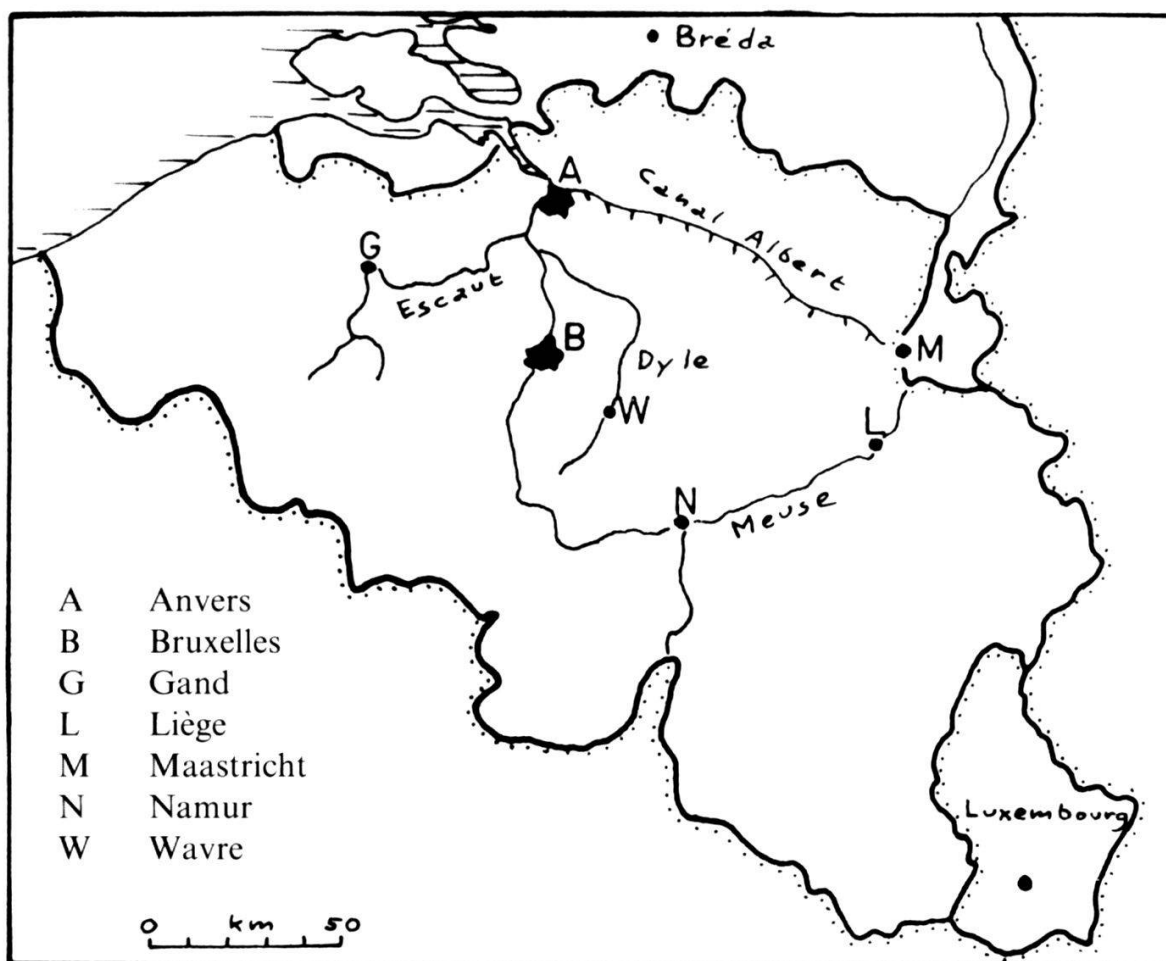 Bréda
A
Canal Albert
G
Escaut
B
M
Dyle
W
L
N
Meuse
A Anvers
B Bruxelles
G Gand
L Liège
M Maastricht
N Namur
W Wavre
Luxembourg
0 km 50